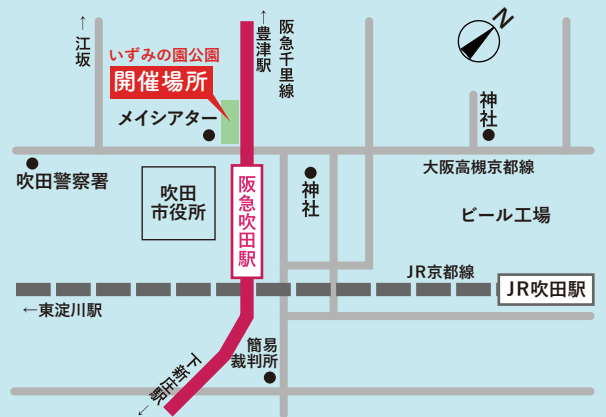 N
←江坂
←豊津駅
阪急千里線
いずみの園公園
開催場所
メイシアター
神社
大阪高槻京都線
吹田警察署
吹田
市役所
阪急吹田駅
神社
ビール工場
JR京都線
JR吹田駅
←東淀川駅
簡易
裁判所
下新庄駅→